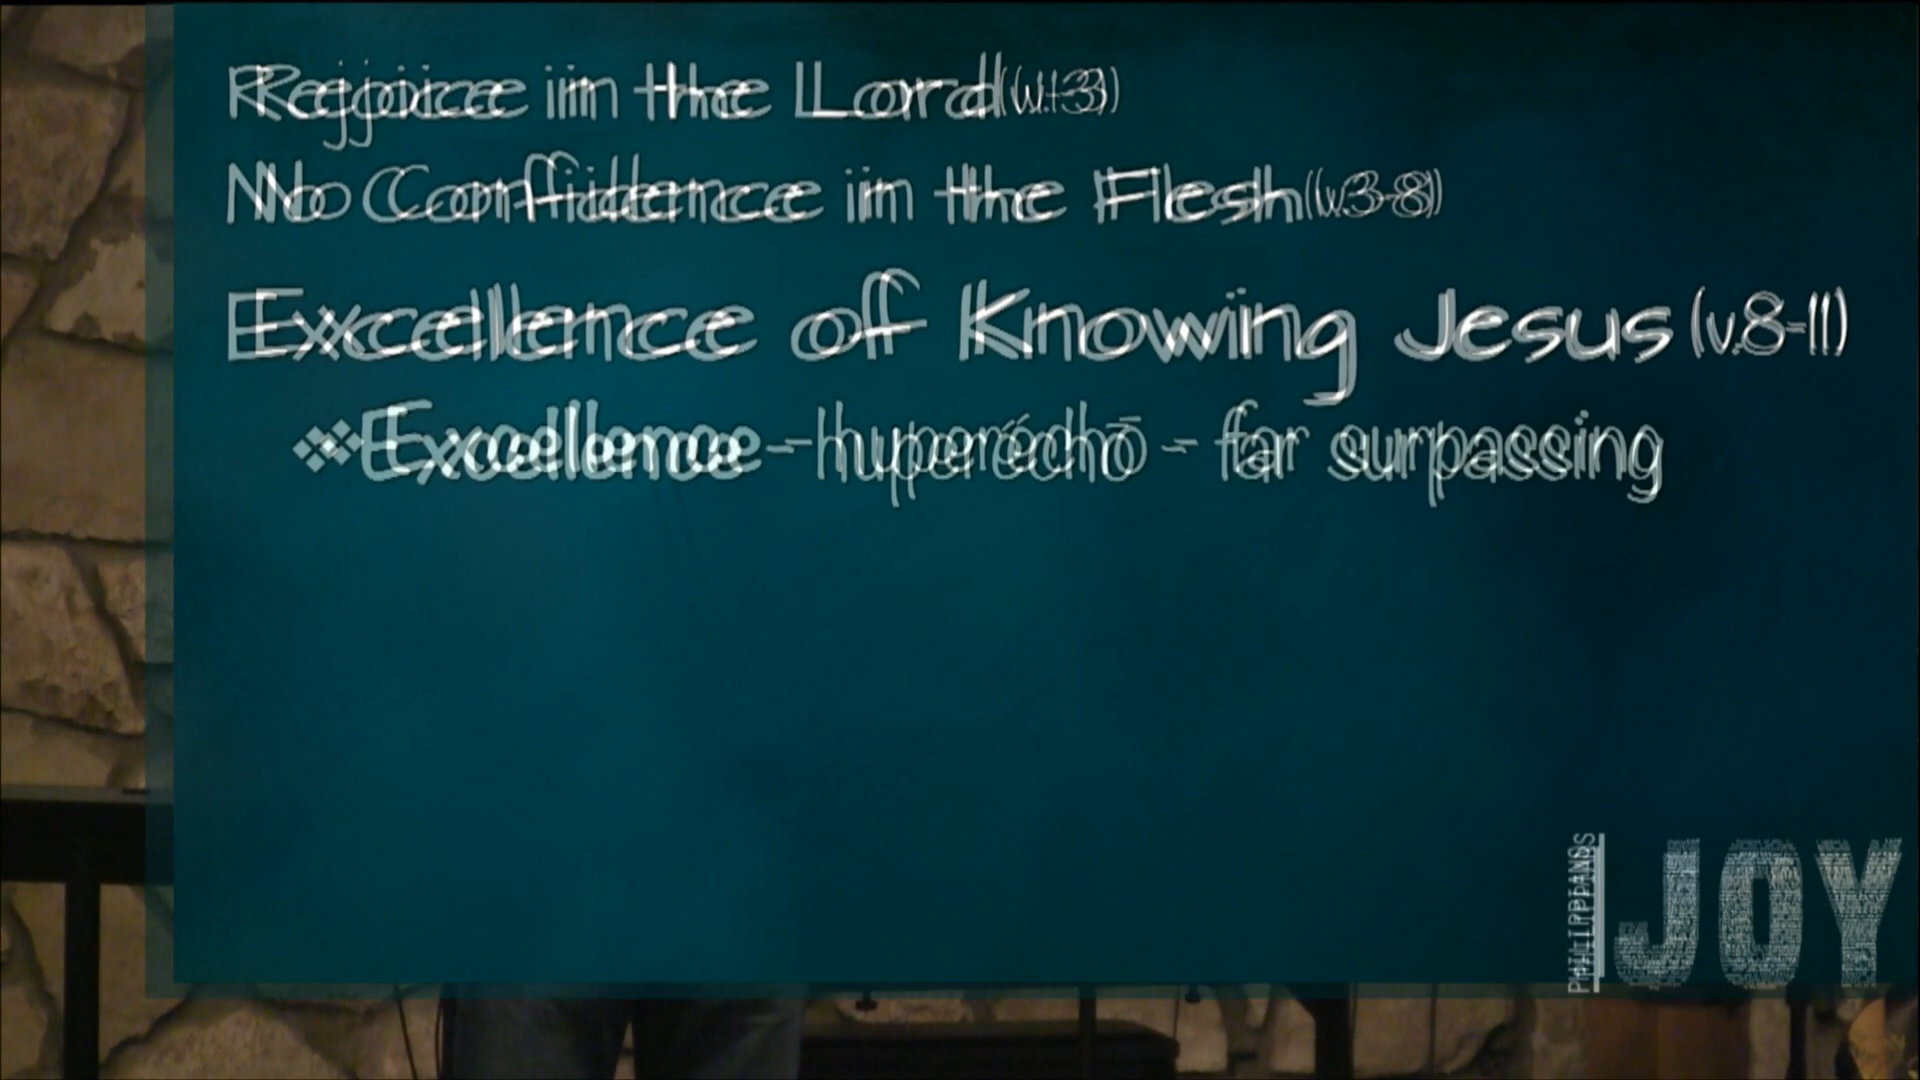 Rejoice in the Lord (v.1-3)
No Confidence in the Flesh (v.3-8)
Excellence of Knowing Jesus (v.8-11)
❖Excellence - huperéchō - far surpassing
PHILIPPIANS
JOY